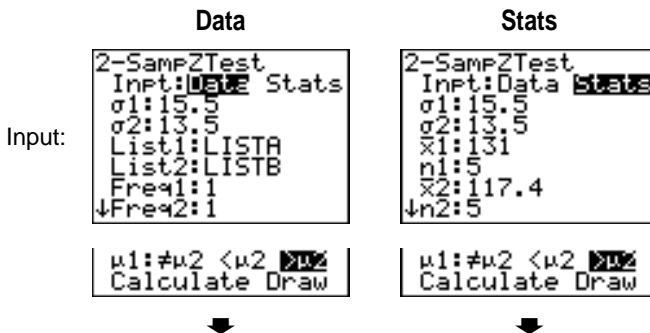 Data
Stats
Input:
2-SampZTest
Inpt:Data Stats
σ1:15.5
σ2:13.5
List1:LISTA
List2:LISTB
Freq1:1
↓Freq2:1
μ1:≠μ2 <μ2 >μ2
Calculate Draw
2-SampZTest
Inpt:Data Stats
σ1:15.5
σ2:13.5
x̄1:131
n1:5
x̄2:117.4
↓n2:5
μ1:≠μ2 <μ2 >μ2
Calculate Draw